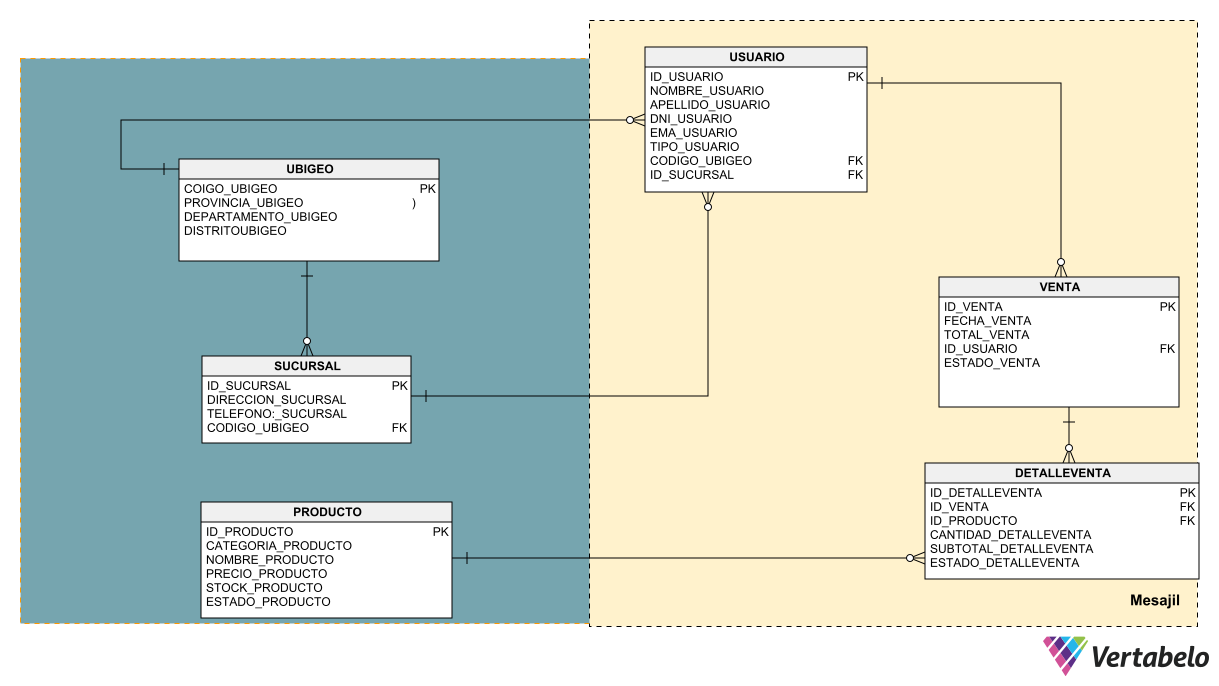 USUARIO
ID_USUARIO PK
NOMBRE_USUARIO
APELLIDO_USUARIO
DNI_USUARIO
EMA_USUARIO
TIPO_USUARIO
CODIGO_UBIGEO FK
ID_SUCURSAL FK
UBIGEO
COIGO_UBIGEO PK
PROVINCIA_UBIGEO )
DEPARTAMENTO_UBIGEO
DISTRITOUBIGEO
VENTA
ID_VENTA PK
FECHA_VENTA
TOTAL_VENTA
ID_USUARIO FK
ESTADO_VENTA
SUCURSAL
ID_SUCURSAL PK
DIRECCION_SUCURSAL
TELEFONO:_SUCURSAL
CODIGO_UBIGEO FK
DETALLEVENTA
ID_DETALLEVENTA PK
ID_VENTA FK
ID_PRODUCTO FK
CANTIDAD_DETALLEVENTA
SUBTOTAL_DETALLEVENTA
ESTADO_DETALLEVENTA
PRODUCTO
ID_PRODUCTO PK
CATEGORIA_PRODUCTO
NOMBRE_PRODUCTO
PRECIO_PRODUCTO
STOCK_PRODUCTO
ESTADO_PRODUCTO
Mesajil
Vertabelo